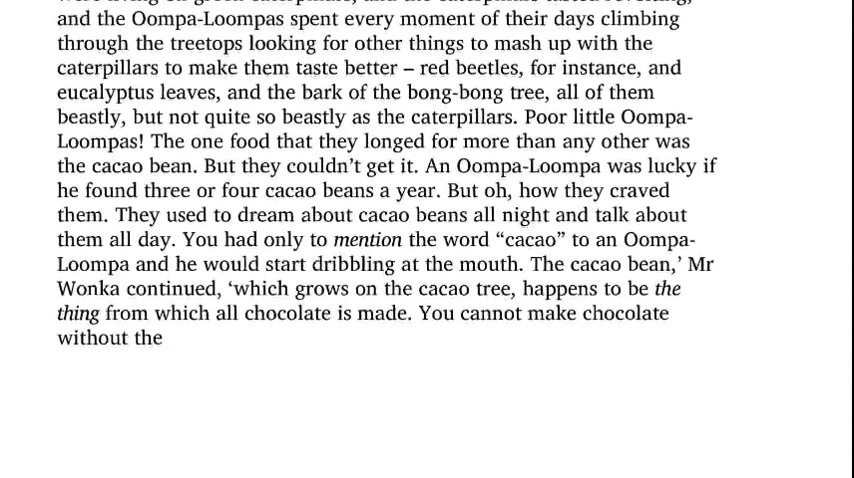 and the Oompa-Loompas spent every moment of their days climbing
through the treetops looking for other things to mash up with the
caterpillars to make them taste better – red beetles, for instance, and
eucalyptus leaves, and the bark of the bong-bong tree, all of them
beastly, but not quite so beastly as the caterpillars. Poor little Oompa-
Loompas! The one food that they longed for more than any other was
the cacao bean. But they couldn’t get it. An Oompa-Loompa was lucky if
he found three or four cacao beans a year. But oh, how they craved
them. They used to dream about cacao beans all night and talk about
them all day. You had only to mention the word “cacao” to an Oompa-
Loompa and he would start dribbling at the mouth. The cacao bean,’ Mr
Wonka continued, ‘which grows on the cacao tree, happens to be the
thing from which all chocolate is made. You cannot make chocolate
without the